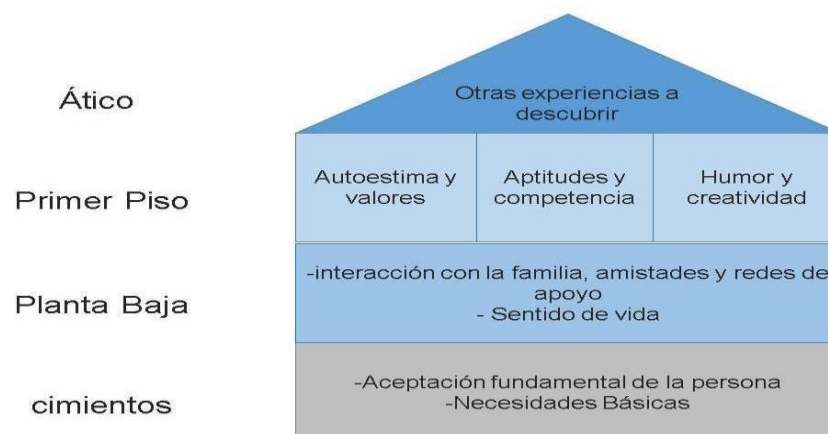 Ático
Otras experiencias a
descubrir
Primer Piso
Autoestima y
valores
Aptitudes y
competencia
Humor y
creatividad
Planta Baja
-interacción con la familia, amistades y redes de
apoyo
- Sentido de vida
cimientos
-Aceptación fundamental de la persona
-Necesidades Básicas